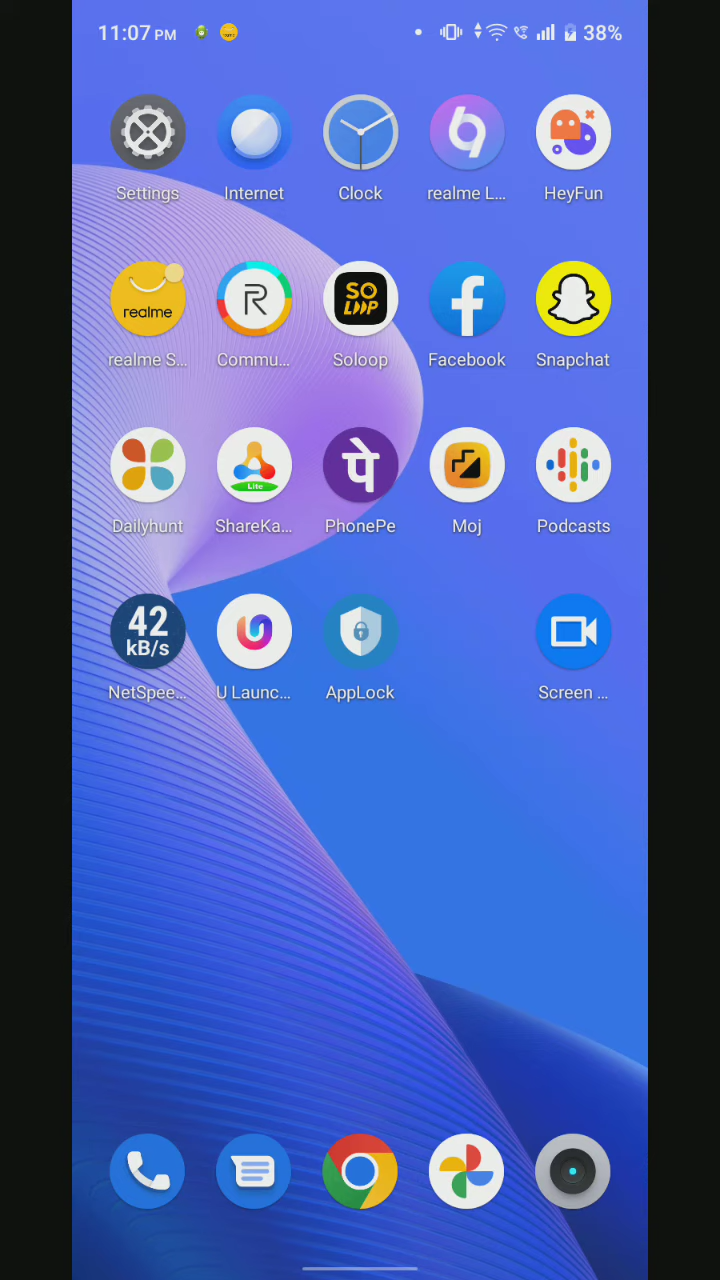 11:07 PM 38%
Settings Internet Clock realme L... HeyFun
realme
SO
LOOP
realme S... Commu... Soloop Facebook Snapchat
Lite
पे
Dailyhunt ShareKa... PhonePe Moj Podcasts
42
kB/s
NetSpee... U Launc... AppLock Screen ...